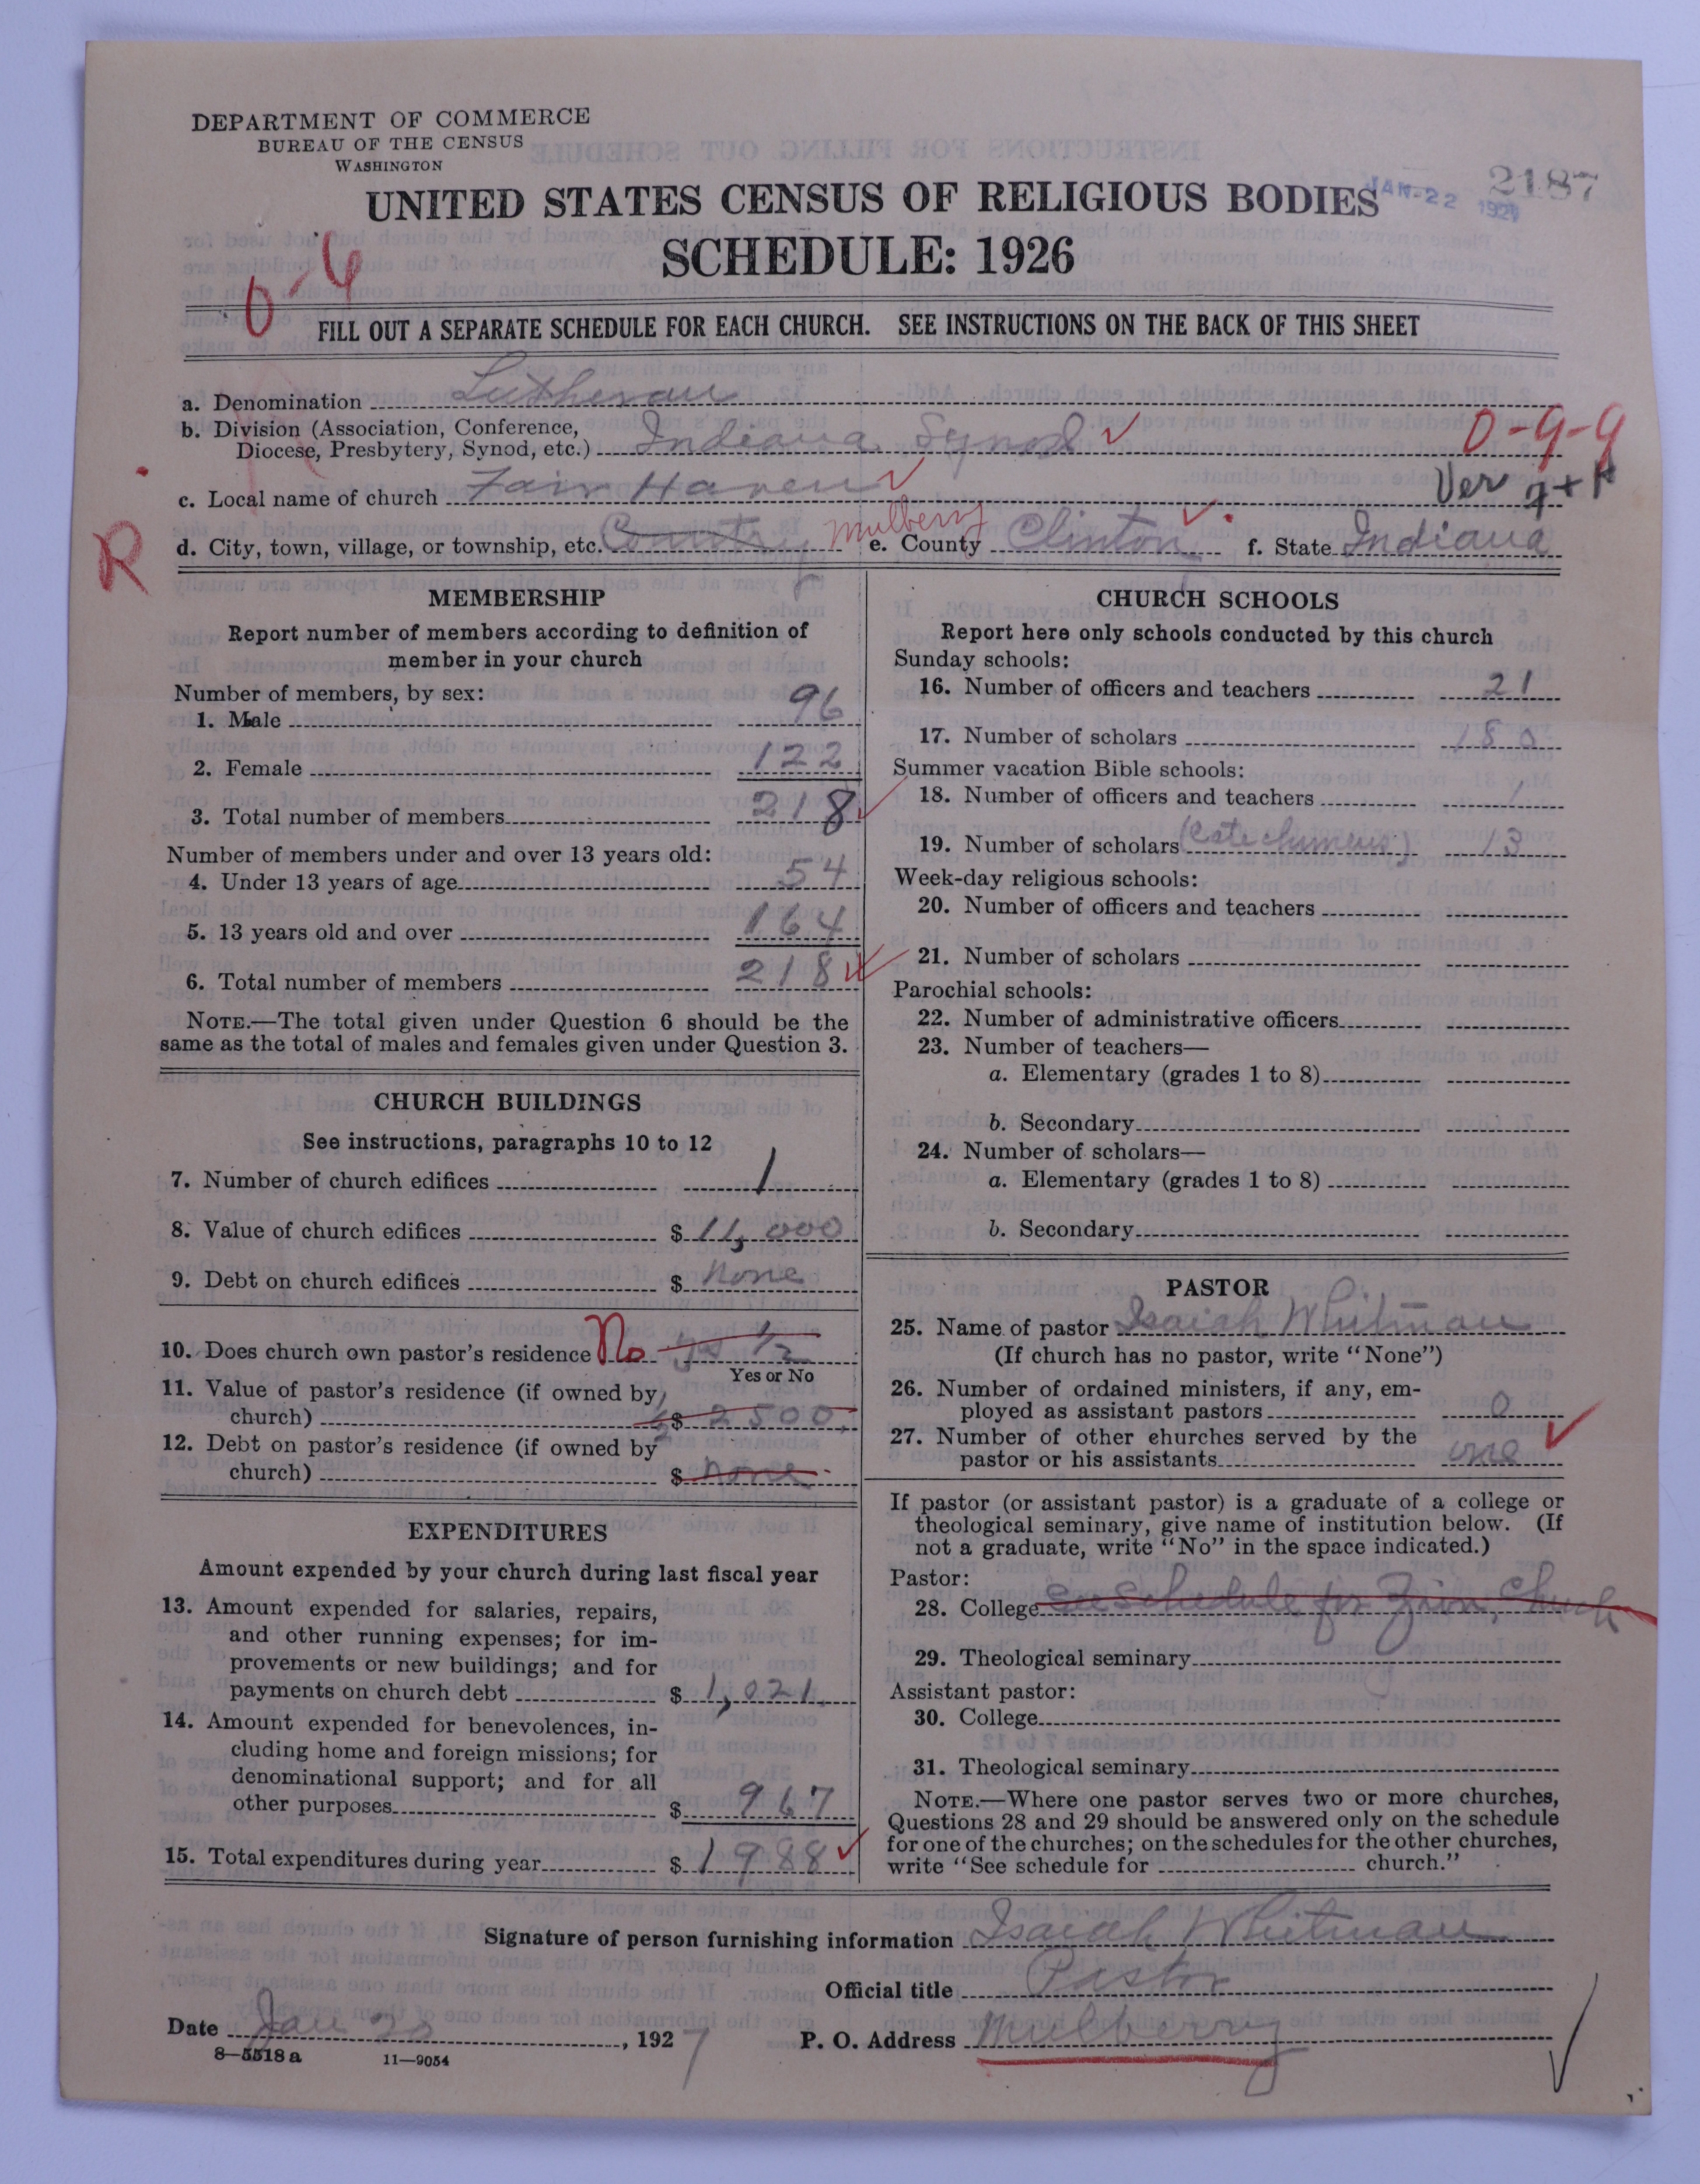 DEPARTMENT OF COMMERCE
BUREAU OF THE CENSUS
WASHINGTON
2187
JAN-22 1927
UNITED STATES CENSUS OF RELIGIOUS BODIES
SCHEDULE: 1926
0-4
FILL OUT A SEPARATE SCHEDULE FOR EACH CHURCH. SEE INSTRUCTIONS ON THE BACK OF THIS SHEET
a. Denomination Lutheran
b. Division (Association, Conference,
Diocese, Presbytery, Synod, etc.) Indiana Synod
0-9-9
c. Local name of church Fair Haven
Ver
R
d. City, town, village, or township, etc. Country Mulberry e. County Clinton f. State Indiana
MEMBERSHIP
Report number of members according to definition of
member in your church
Number of members, by sex:
1. Male 96
2. Female 122
3. Total number of members 218
Number of members under and over 13 years old:
4. Under 13 years of age 54
5. 13 years old and over 164
6. Total number of members 218
NOTE.—The total given under Question 6 should be the
same as the total of males and females given under Question 3.
CHURCH BUILDINGS
See instructions, paragraphs 10 to 12
7. Number of church edifices 1
8. Value of church edifices $ 11,000
9. Debt on church edifices $ none
10. Does church own pastor's residence No 1/2
Yes or No
11. Value of pastor's residence (if owned by
church) $ 2500.
12. Debt on pastor's residence (if owned by
church) $ none
EXPENDITURES
Amount expended by your church during last fiscal year
13. Amount expended for salaries, repairs,
and other running expenses; for im-
provements or new buildings; and for
payments on church debt $ 1,021.
14. Amount expended for benevolences, in-
cluding home and foreign missions; for
denominational support; and for all
other purposes $ 967
15. Total expenditures during year $ 1988
CHURCH SCHOOLS
Report here only schools conducted by this church
Sunday schools:
16. Number of officers and teachers 21
17. Number of scholars 180
Summer vacation Bible schools:
18. Number of officers and teachers 1
19. Number of scholars (Katechumens) 13
Week-day religious schools:
20. Number of officers and teachers
21. Number of scholars
Parochial schools:
22. Number of administrative officers
23. Number of teachers—
a. Elementary (grades 1 to 8)
b. Secondary
24. Number of scholars—
a. Elementary (grades 1 to 8)
b. Secondary
PASTOR
25. Name of pastor Isaiah Whitman
(If church has no pastor, write "None")
26. Number of ordained ministers, if any, em-
ployed as assistant pastors 0
27. Number of other churches served by the
pastor or his assistants one
If pastor (or assistant pastor) is a graduate of a college or
theological seminary, give name of institution below. (If
not a graduate, write "No" in the space indicated.)
Pastor:
28. College See Schedule for Zion, Church
29. Theological seminary
Assistant pastor:
30. College
31. Theological seminary
NOTE.—Where one pastor serves two or more churches,
Questions 28 and 29 should be answered only on the schedule
for one of the churches; on the schedules for the other churches,
write "See schedule for church."
Signature of person furnishing information Isaiah Whitman
Official title Pastor
Date Jan 20, 1927
P. O. Address Mulberry
8—5518a 11—9054